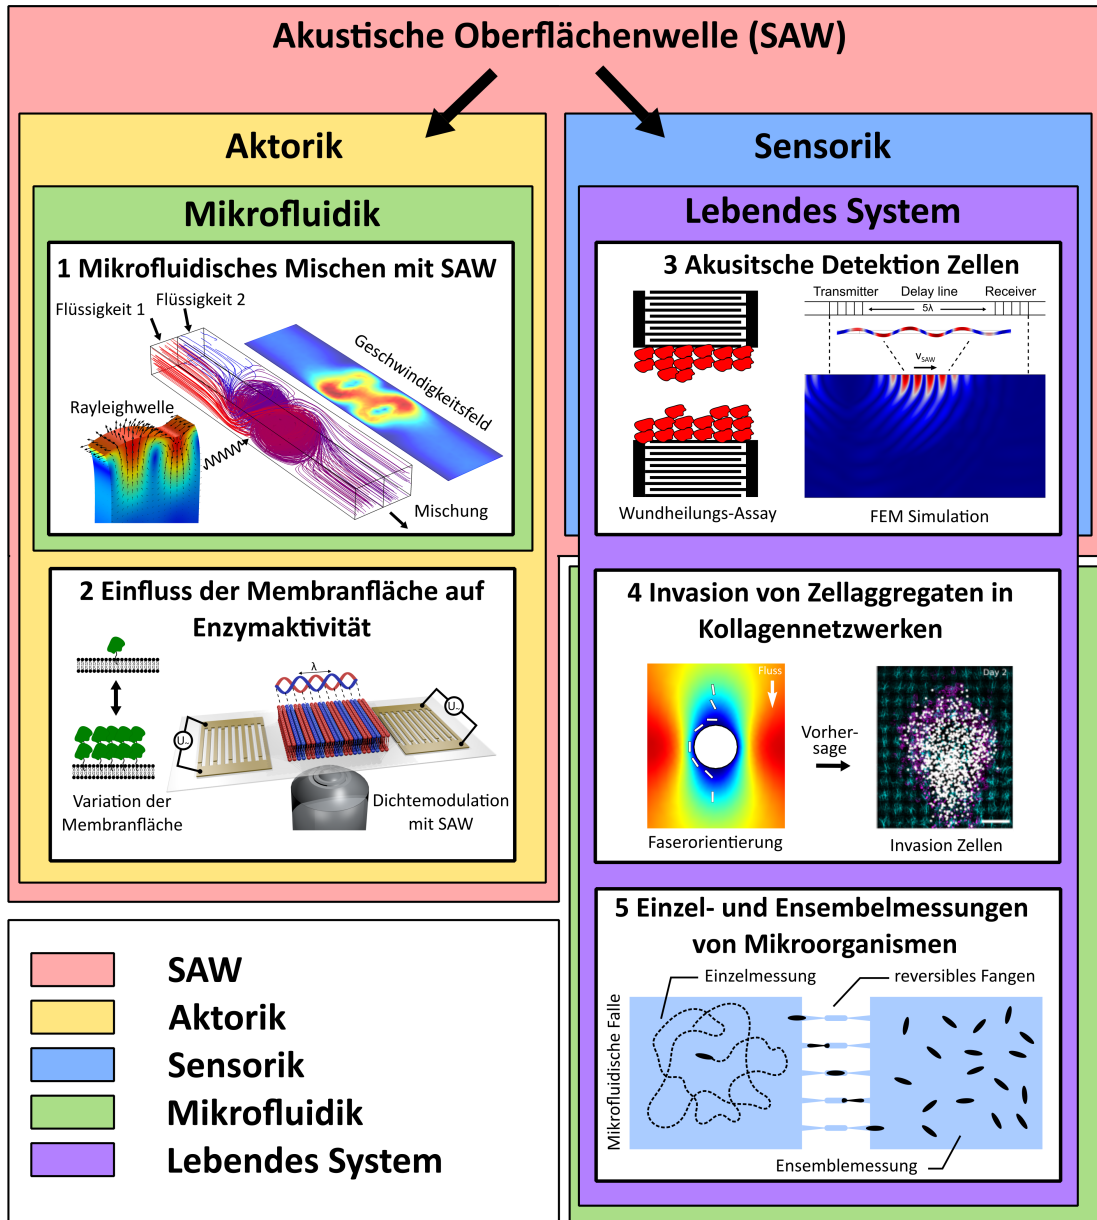 Akustische Oberflächenwelle (SAW)
Aktorik
Mikrofluidik
1 Mikrofluidisches Mischen mit SAW
Flüssigkeit 1
Flüssigkeit 2
Geschwindigkeitsfeld
Rayleighwelle
Mischung
2 Einfluss der Membranfläche auf
Enzymaktivität
λ
U~
U~
Variation der
Membranfläche
Dichtemodulation
mit SAW
Sensorik
Lebendes System
3 Akusitsche Detektion Zellen
Transmitter
Delay line
Receiver
5λ
vSAW
Wundheilungs-Assay
FEM Simulation
4 Invasion von Zellaggregaten in
Kollagennetzwerken
Fluss
Vorher-
sage
Day 2
Faserorientierung
Invasion Zellen
5 Einzel- und Ensembelmessungen
von Mikroorganismen
Einzelmessung
reversibles Fangen
Mikrofluidische Falle
Ensemblemessung
SAW
Aktorik
Sensorik
Mikrofluidik
Lebendes System